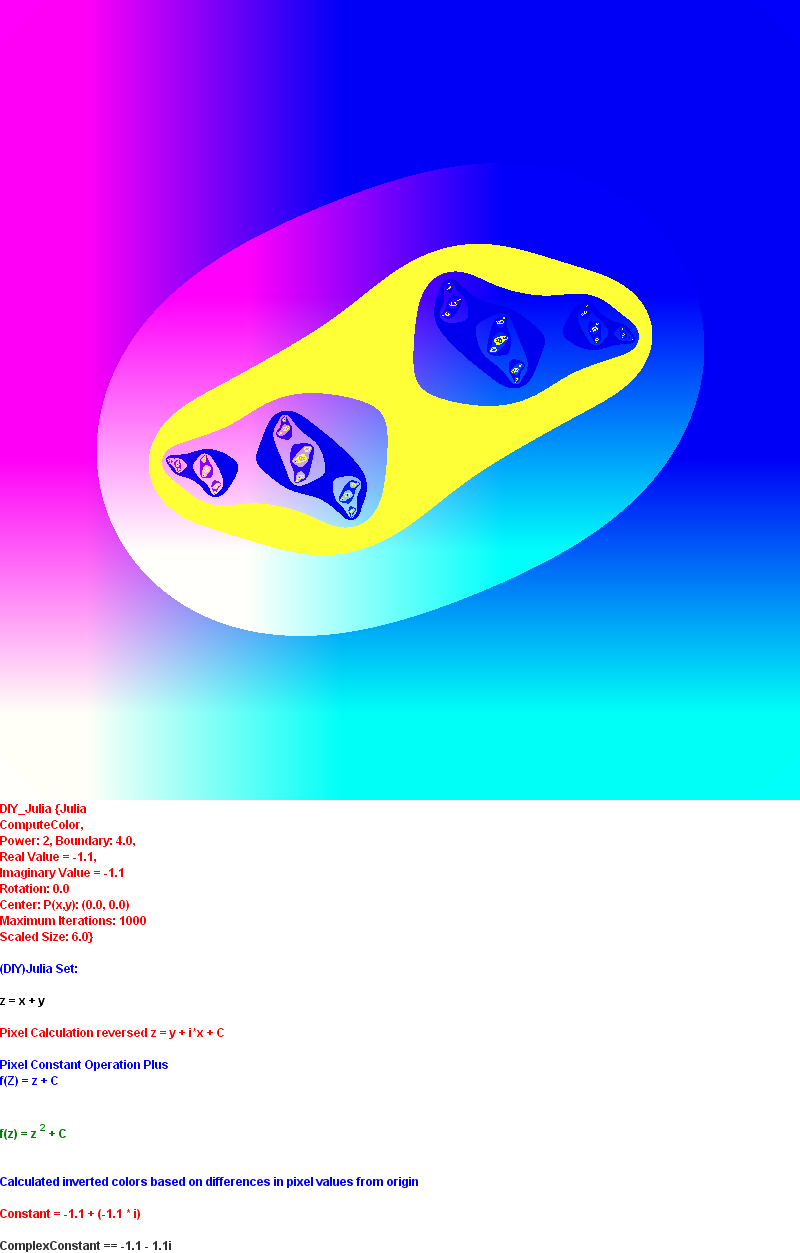 DIY_Julia {Julia
ComputeColor,
Power: 2, Boundary: 4.0,
Real Value = -1.1,
Imaginary Value = -1.1
Rotation: 0.0
Center: P(x,y): (0.0, 0.0)
Maximum Iterations: 1000
Scaled Size: 6.0}
(DIY)Julia Set:
z = x + y
Pixel Calculation reversed z = y + i*x + C
Pixel Constant Operation Plus
f(Z) = z + C
f(z) = z 2 + C
Calculated inverted colors based on differences in pixel values from origin
Constant = -1.1 + (-1.1 * i)
ComplexConstant == -1.1 - 1.1i